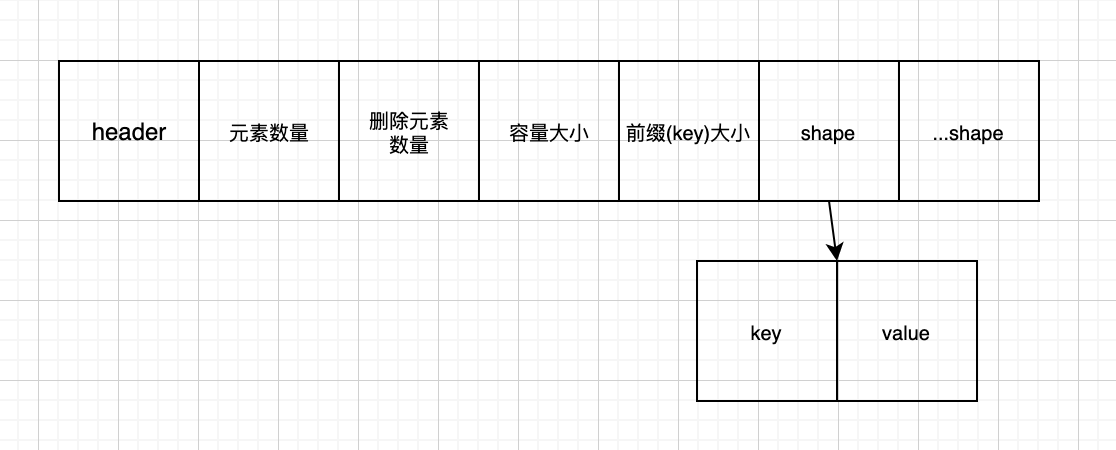 header
元素数量
删除元素
数量
容量大小
前缀(key)大小
shape
...shape
key
value